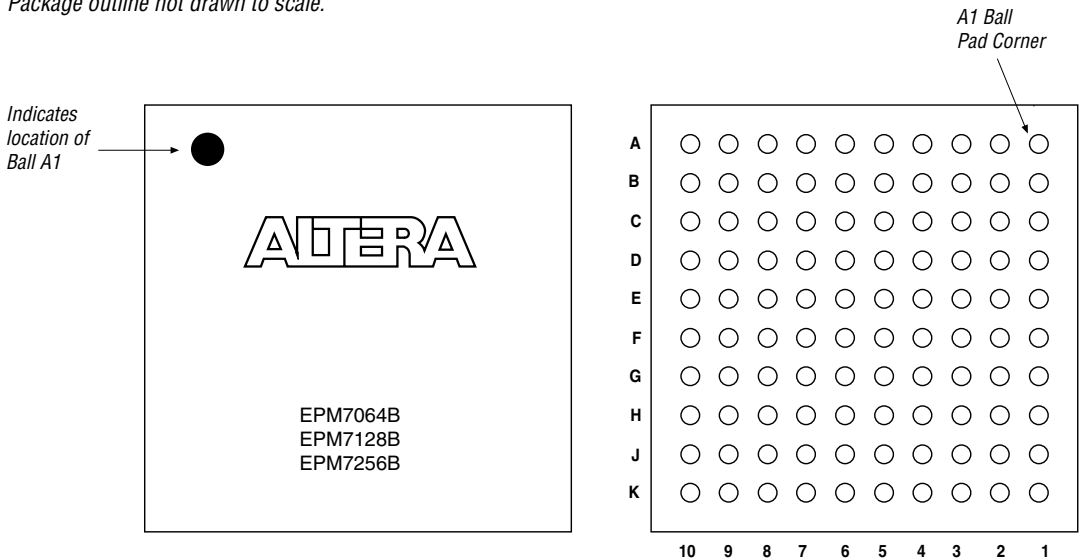 Package outline not drawn to scale.
A1 Ball
Pad Corner
Indicates
location of
Ball A1
ALTERA
EPM7064B
EPM7128B
EPM7256B
A
B
C
D
E
F
G
H
J
K
10 9 8 7 6 5 4 3 2 1